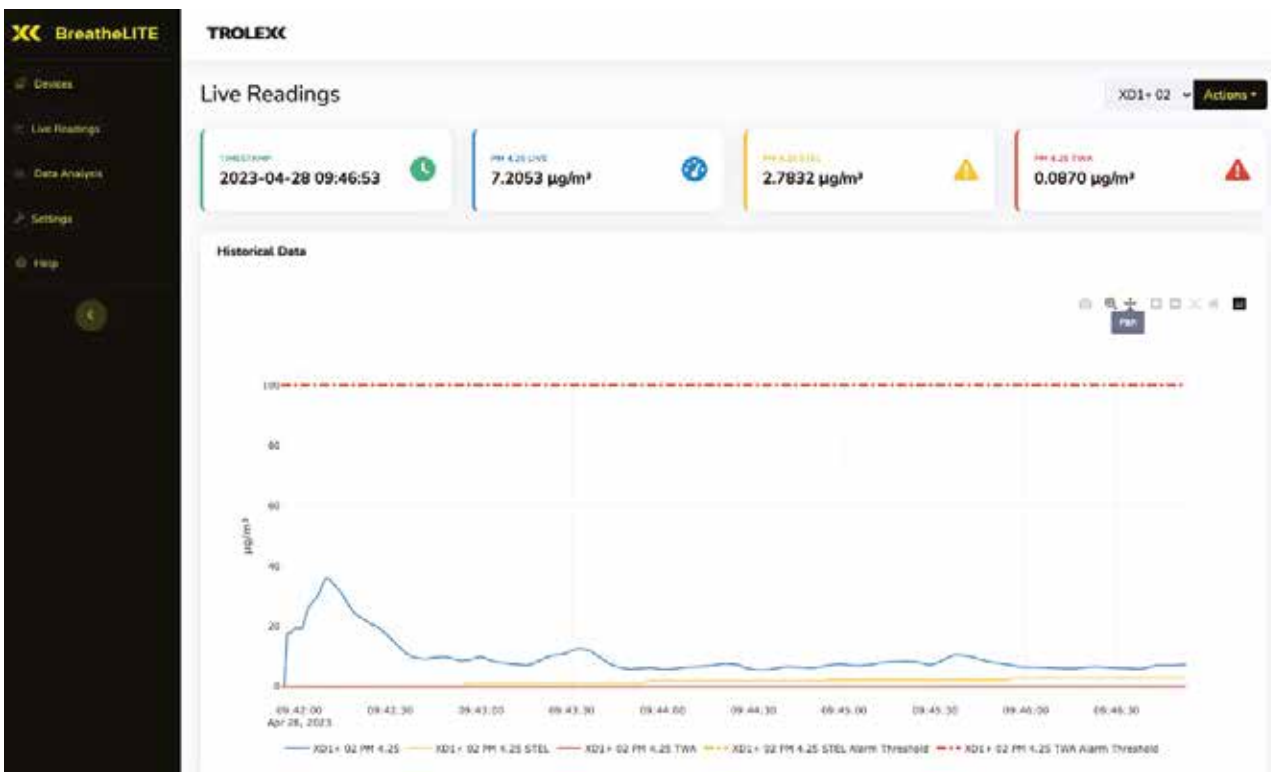 BreatheLITE
TROLEX
Devices
Live Readings
Data Analysis
Settings
Help
Live Readings
XD1+ 02
Actions
TIMESTAMP
2023-04-28 09:46:53
PM 4.25 LIVE
7.2053 µg/m³
PM 4.25 STEL
2.7832 µg/m³
PM 4.25 TWA
0.0870 µg/m³
Historical Data
Pan
100
80
60
40
20
0
µg/m³
09:42:00 09:42:30 09:43:00 09:43:30 09:44:00 09:44:30 09:45:00 09:45:30 09:46:00 09:46:30
Apr 28, 2023
XD1+ 02 PM 4.25 XD1+ 02 PM 4.25 STEL XD1+ 02 PM 4.25 TWA XD1+ 02 PM 4.25 STEL Alarm Threshold XD1+ 02 PM 4.25 TWA Alarm Threshold